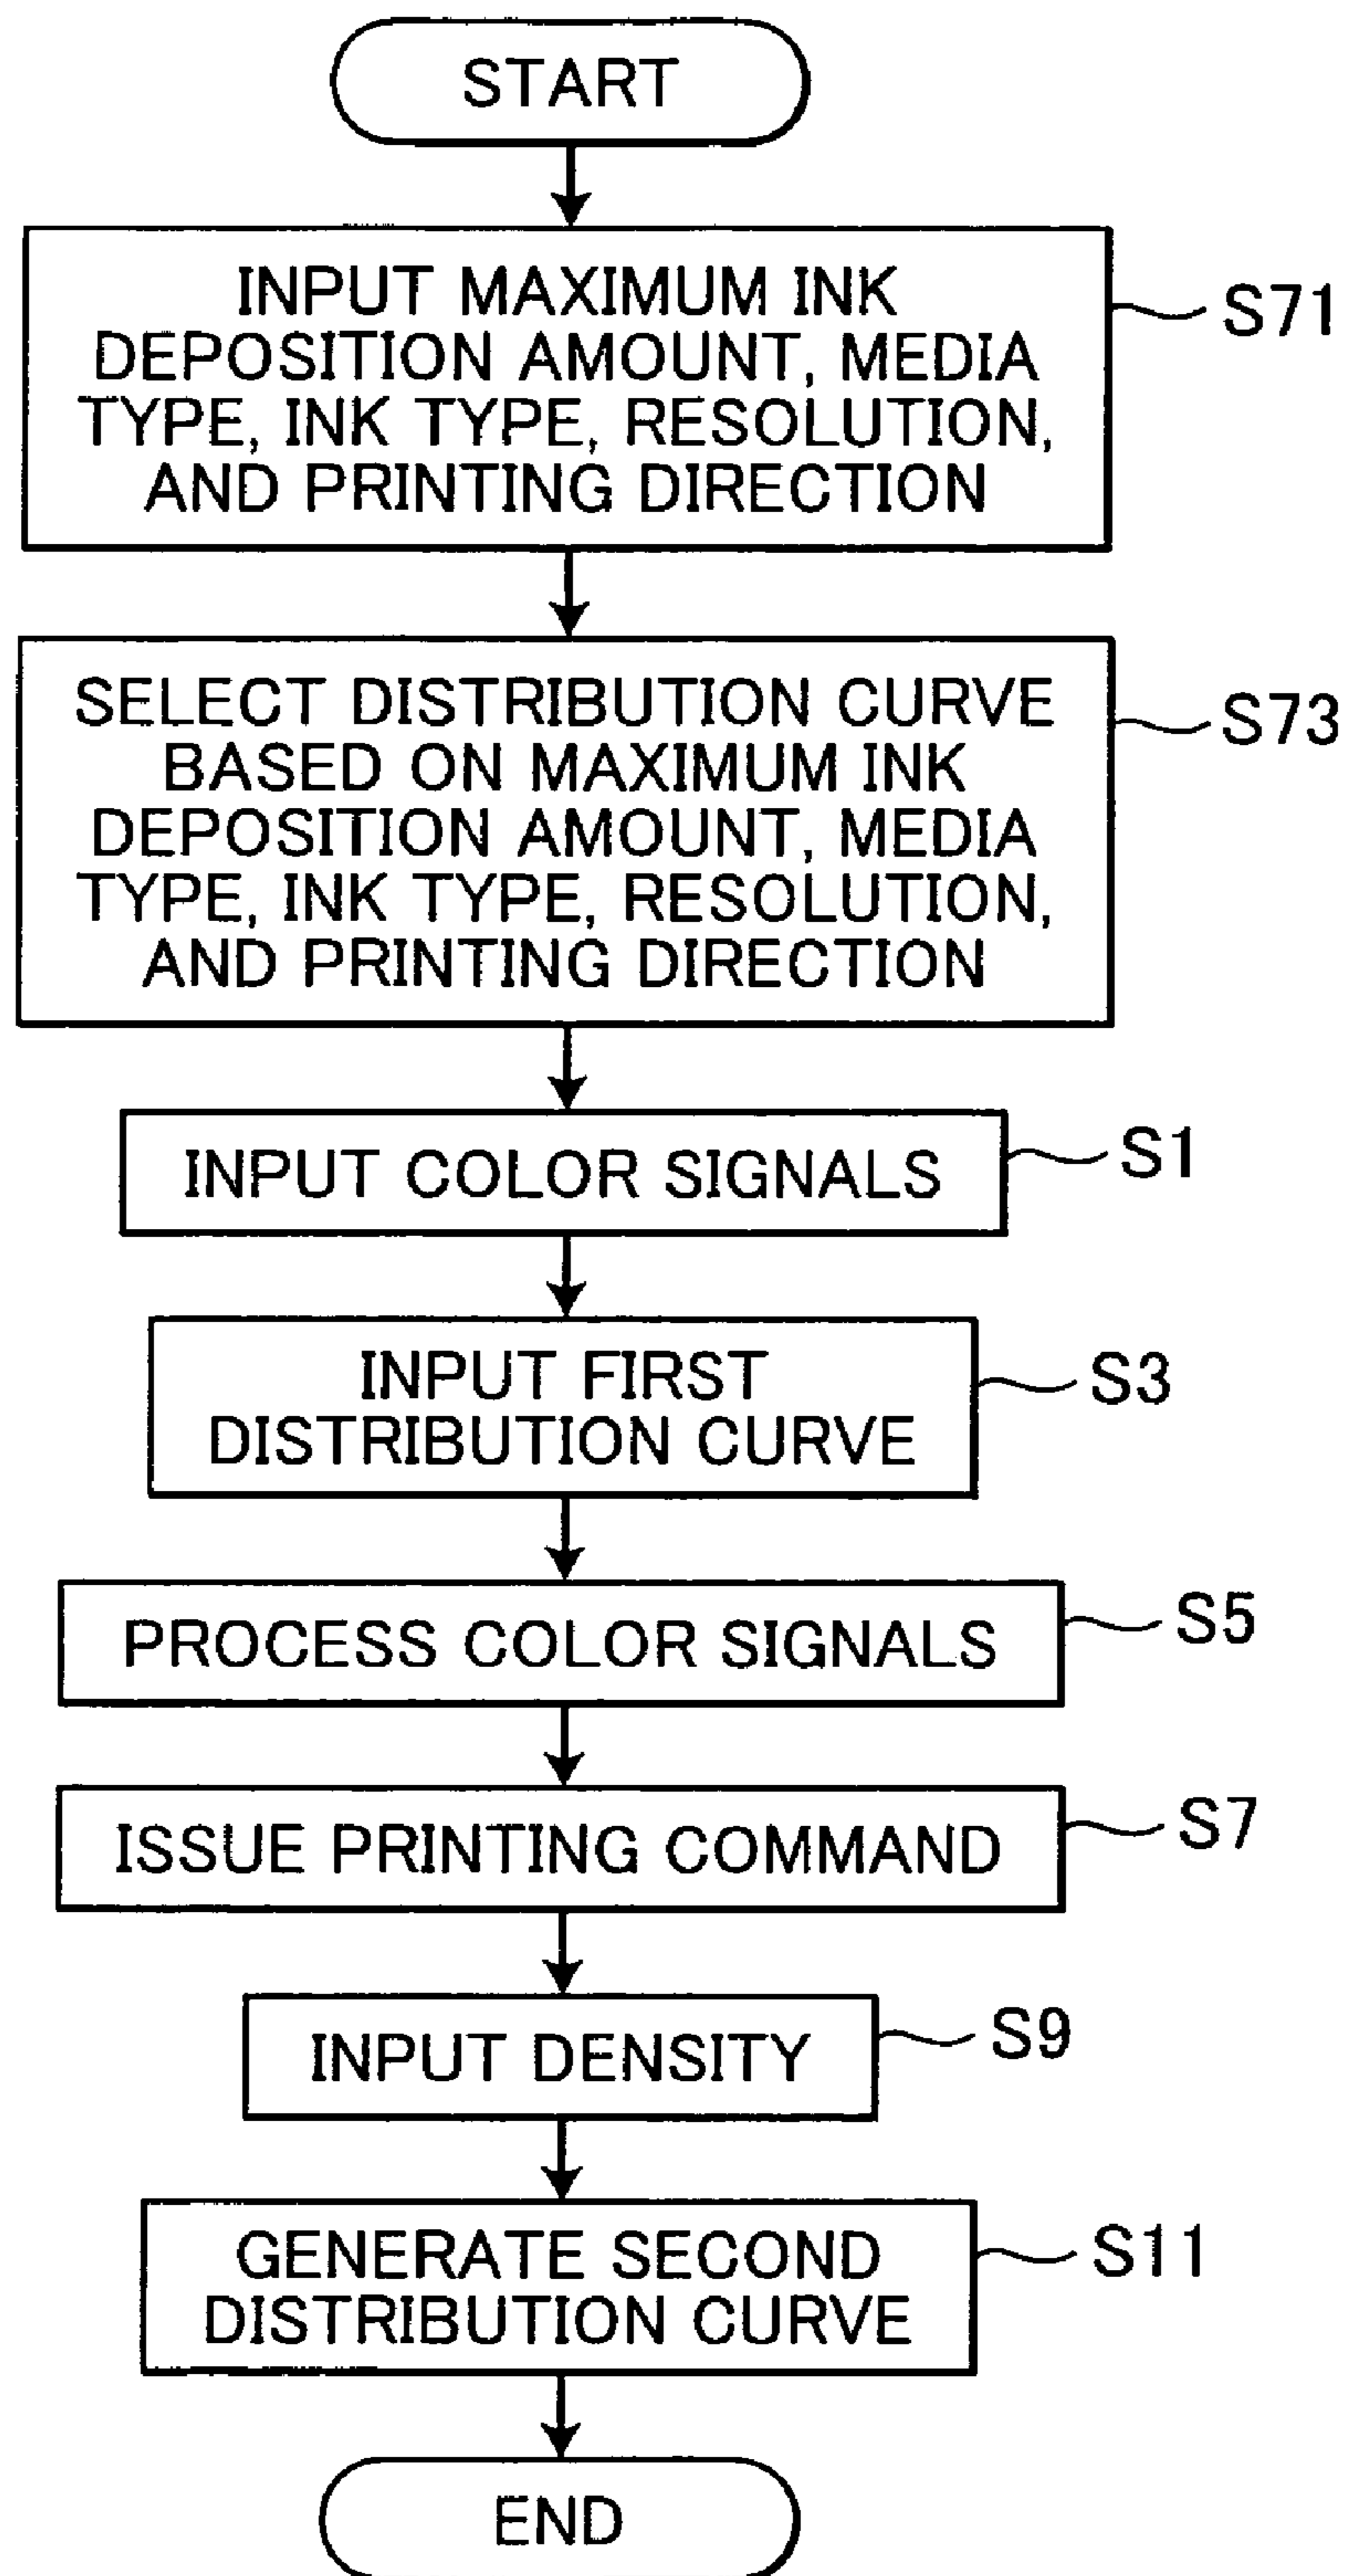 START
INPUT MAXIMUM INK
DEPOSITION AMOUNT, MEDIA
TYPE, INK TYPE, RESOLUTION,
AND PRINTING DIRECTION
S71
SELECT DISTRIBUTION CURVE
BASED ON MAXIMUM INK
DEPOSITION AMOUNT, MEDIA
TYPE, INK TYPE, RESOLUTION,
AND PRINTING DIRECTION
S73
INPUT COLOR SIGNALS
S1
INPUT FIRST
DISTRIBUTION CURVE
S3
PROCESS COLOR SIGNALS
S5
ISSUE PRINTING COMMAND
S7
INPUT DENSITY
S9
GENERATE SECOND
DISTRIBUTION CURVE
S11
END